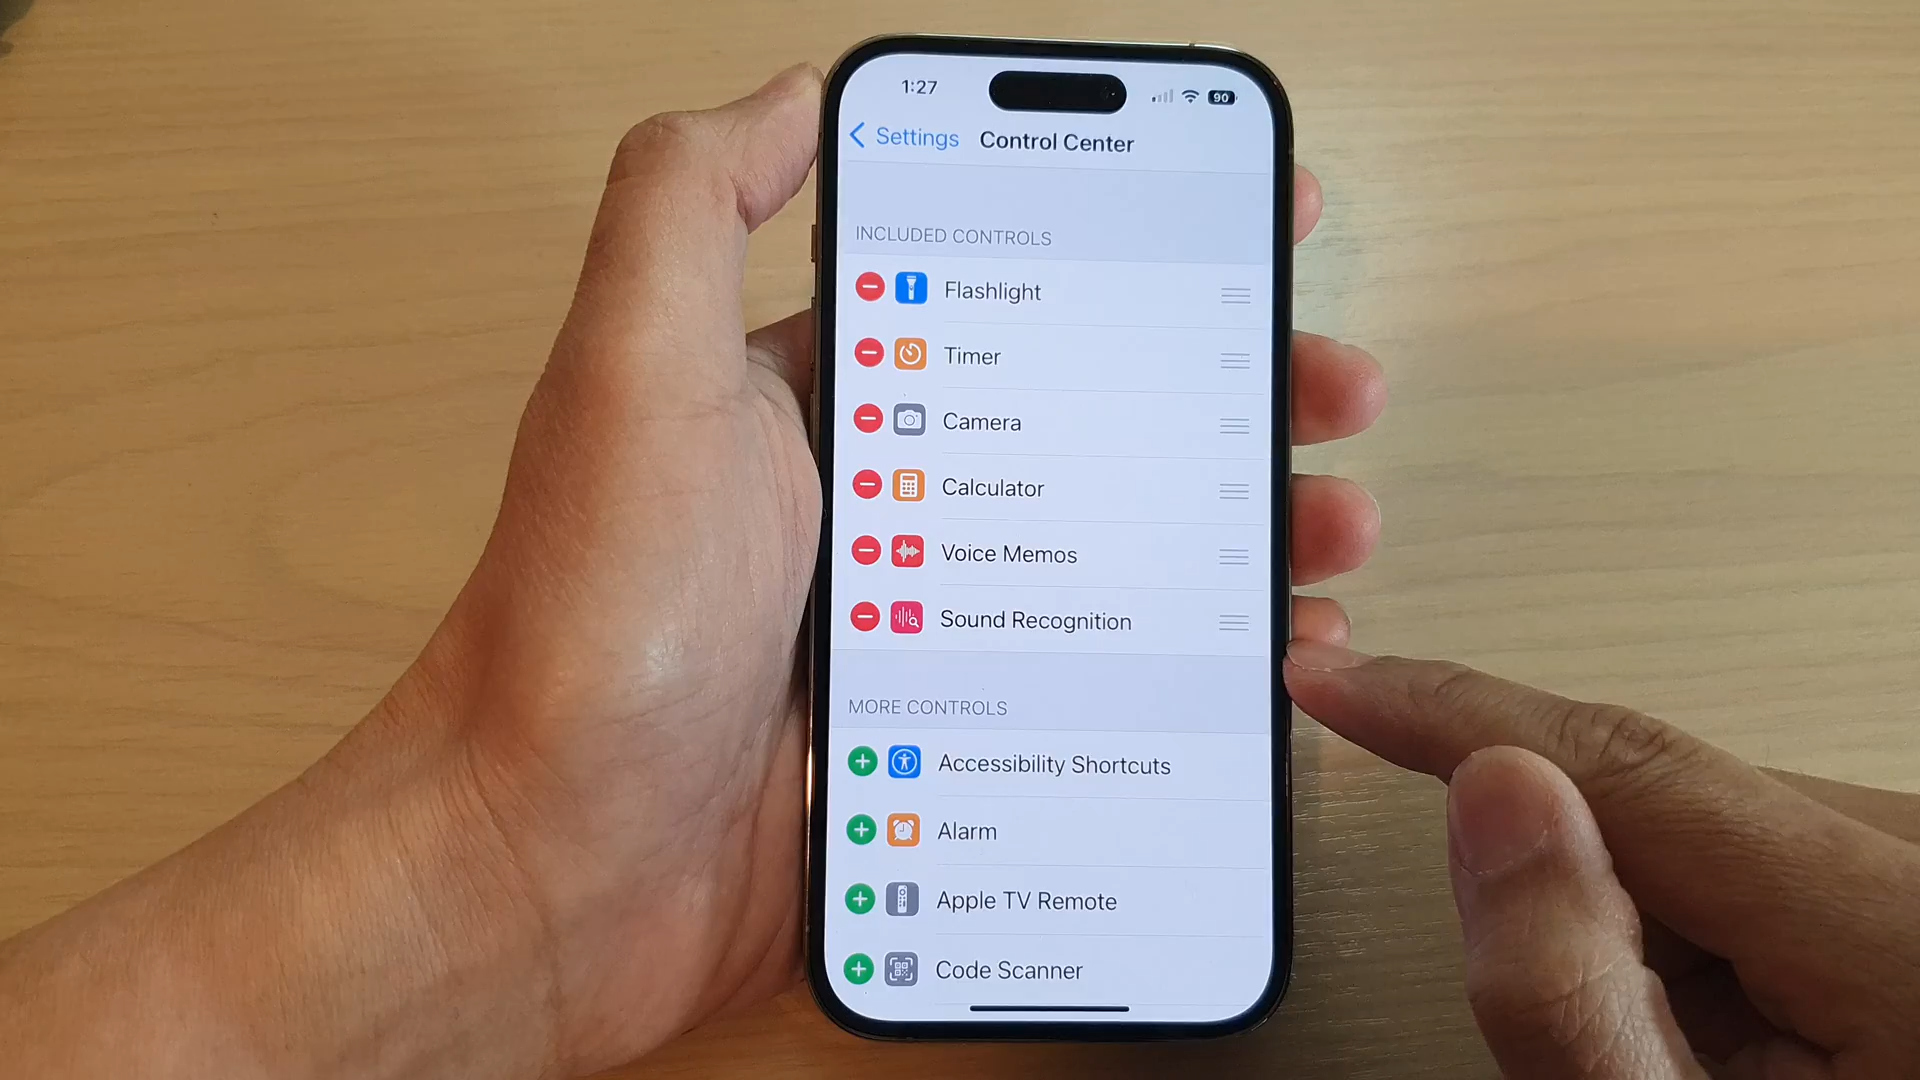 1:27
90
Settings
Control Center
INCLUDED CONTROLS
Flashlight
Timer
Camera
Calculator
Voice Memos
Sound Recognition
MORE CONTROLS
Accessibility Shortcuts
Alarm
Apple TV Remote
Code Scanner